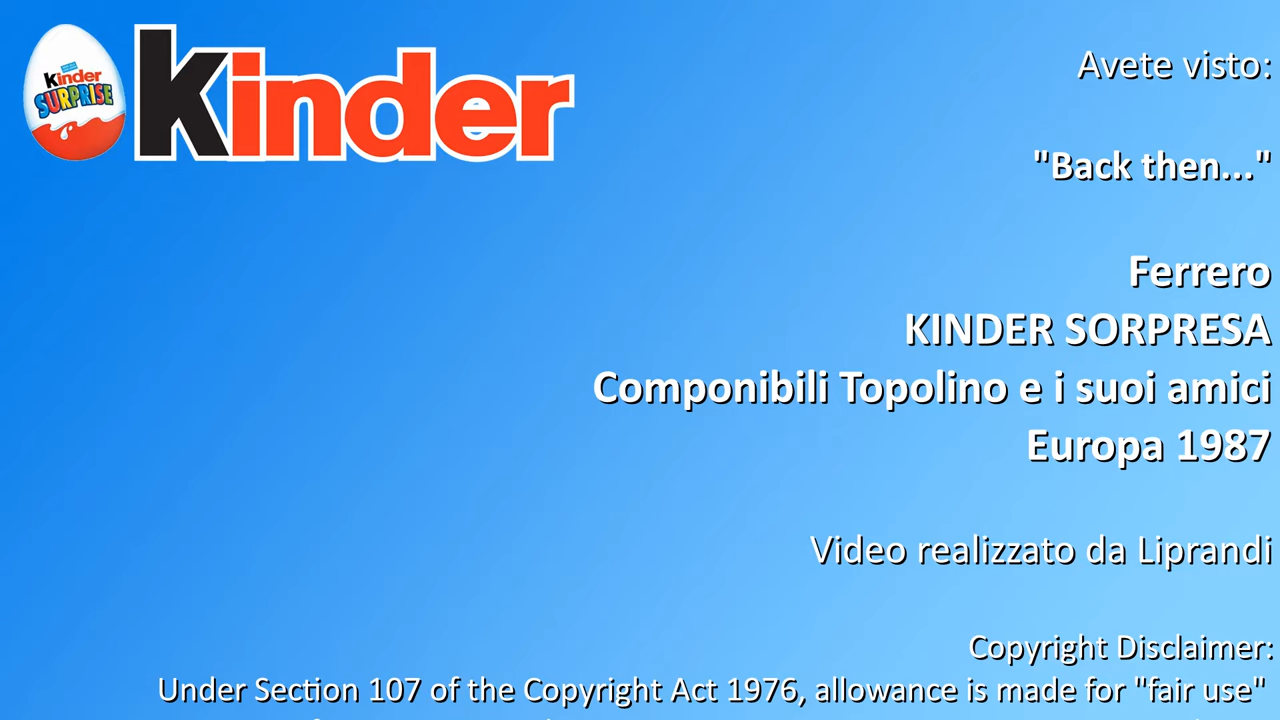 Kinder
SURPRISE
Kinder
Avete visto:
"Back then..."
Ferrero
KINDER SORPRESA
Componibili Topolino e i suoi amici
Europa 1987
Video realizzato da Liprandi
Copyright Disclaimer:
Under Section 107 of the Copyright Act 1976, allowance is made for "fair use"